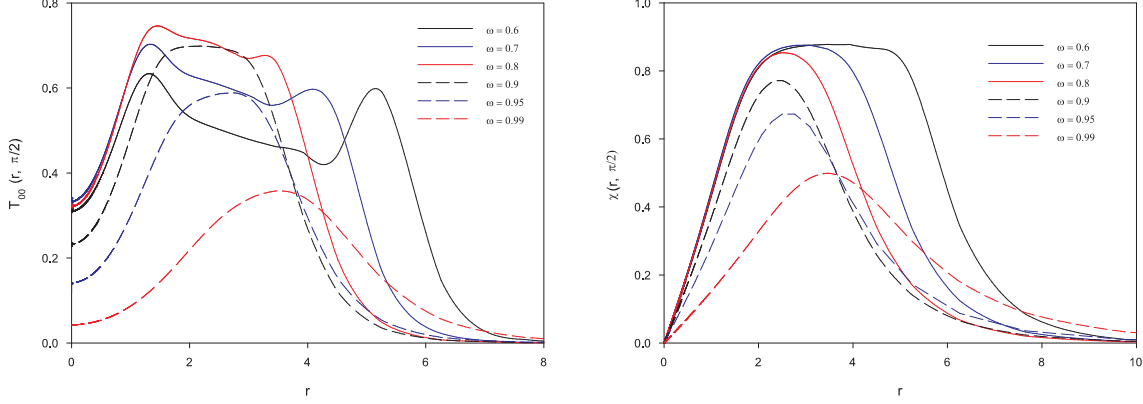 0,8
0,6
0,4
0,2
0,0
0
2
4
6
8
T00 (r, π/2)
r
ω = 0.6
ω = 0.7
ω = 0.8
ω = 0.9
ω = 0.95
ω = 0.99
1,0
0,8
0,6
0,4
0,2
0,0
0
2
4
6
8
10
χ (r, π/2)
r
ω = 0.6
ω = 0.7
ω = 0.8
ω = 0.9
ω = 0.95
ω = 0.99